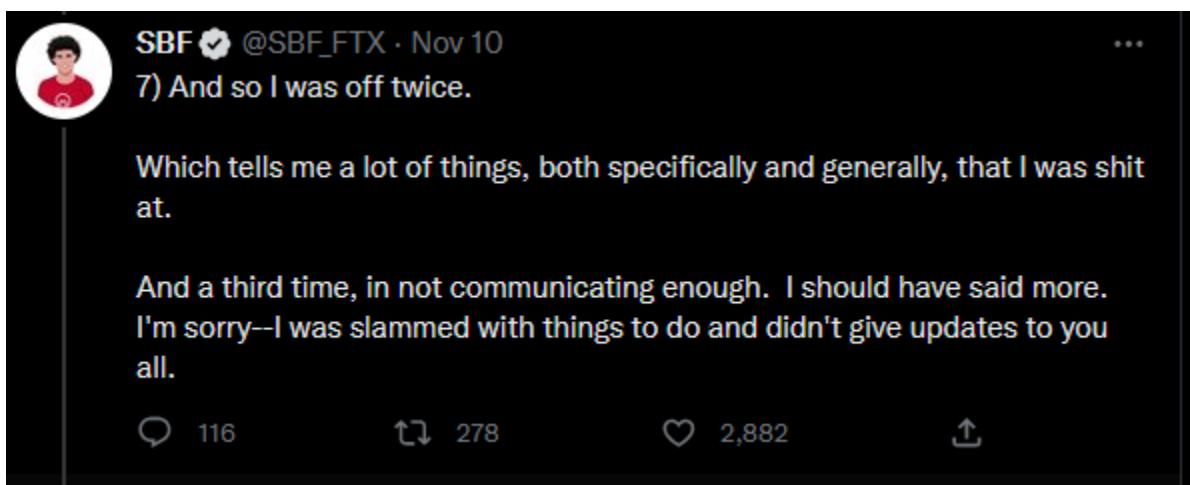 SBF @SBF_FTX · Nov 10
7) And so I was off twice.
Which tells me a lot of things, both specifically and generally, that I was shit
at.
And a third time, in not communicating enough.  I should have said more.
I'm sorry--I was slammed with things to do and didn't give updates to you
all.
116 278 2,882